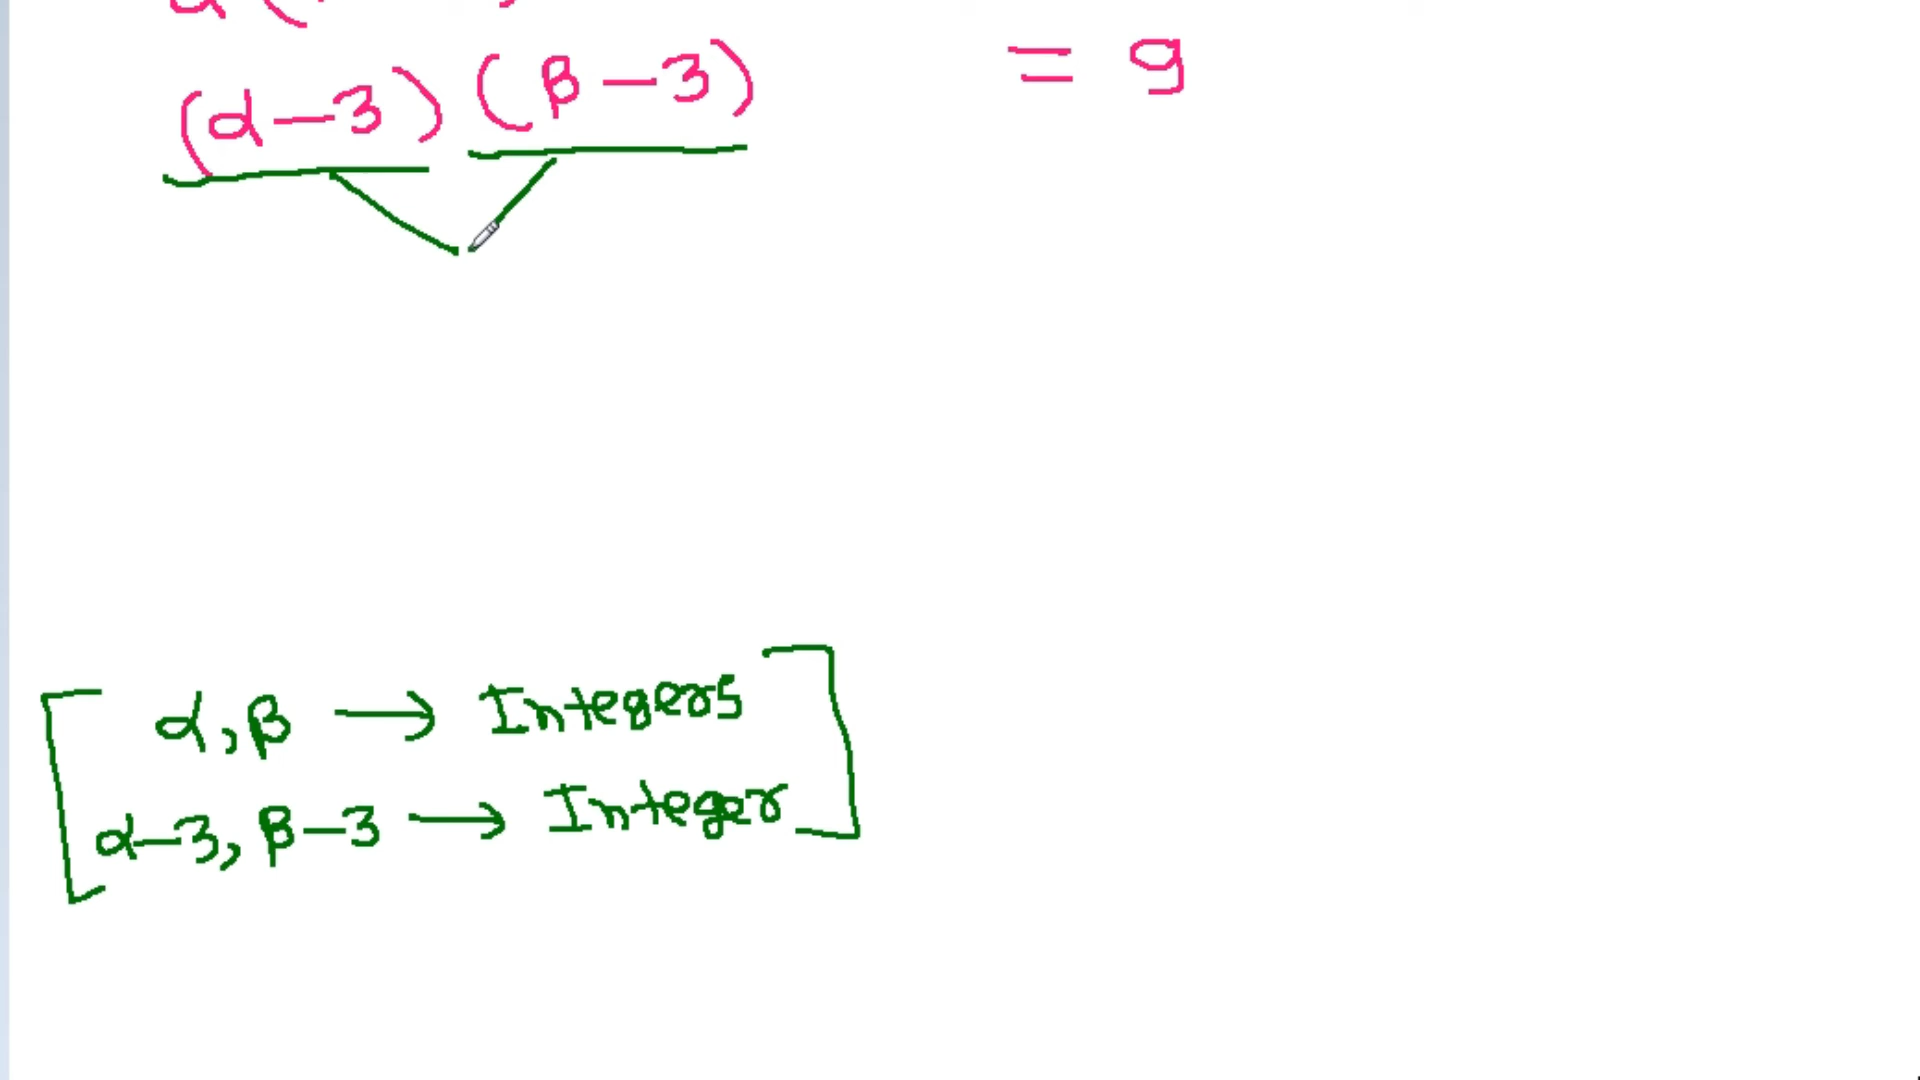 (α-3) (β-3) = 9
α, β → Integers
α-3, β-3 → Integer